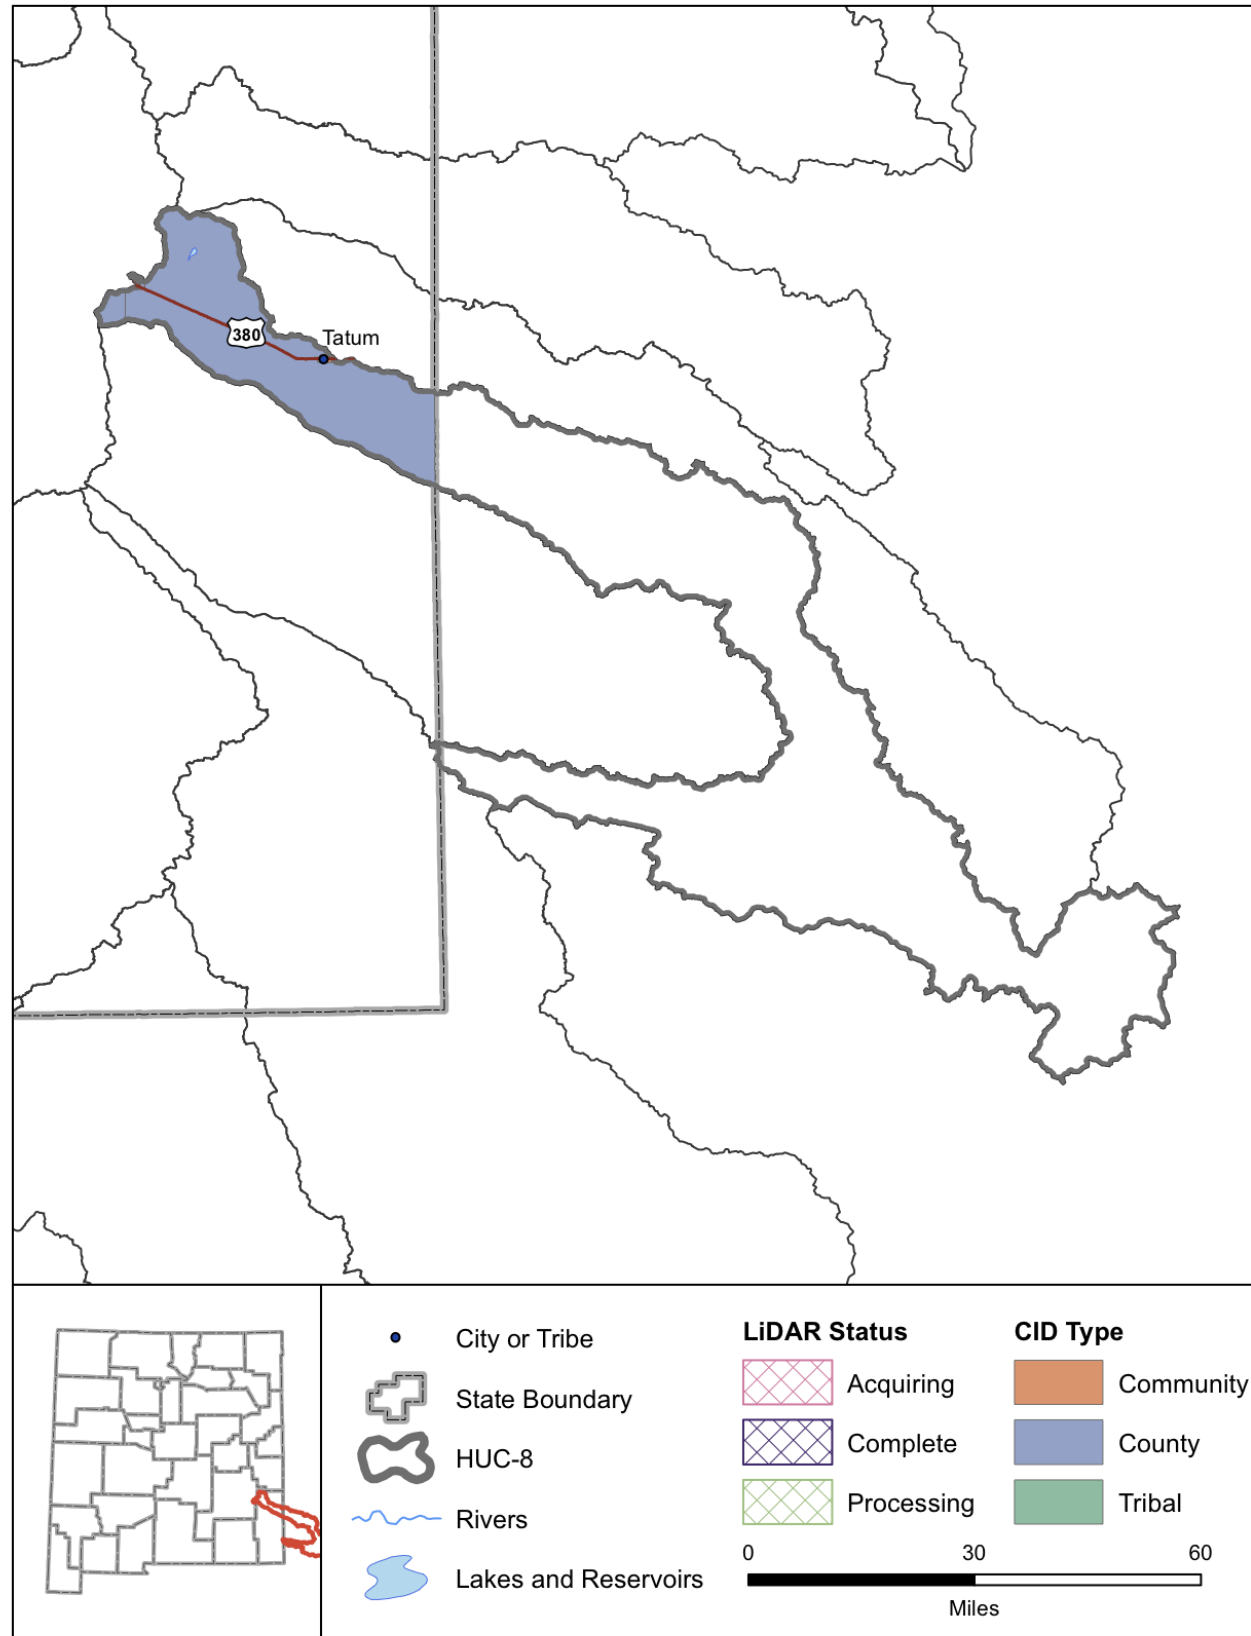 Tatum
380
City or Tribe
State Boundary
HUC-8
Rivers
Lakes and Reservoirs
LiDAR Status
Acquiring
Complete
Processing
CID Type
Community
County
Tribal
0 30 60
Miles